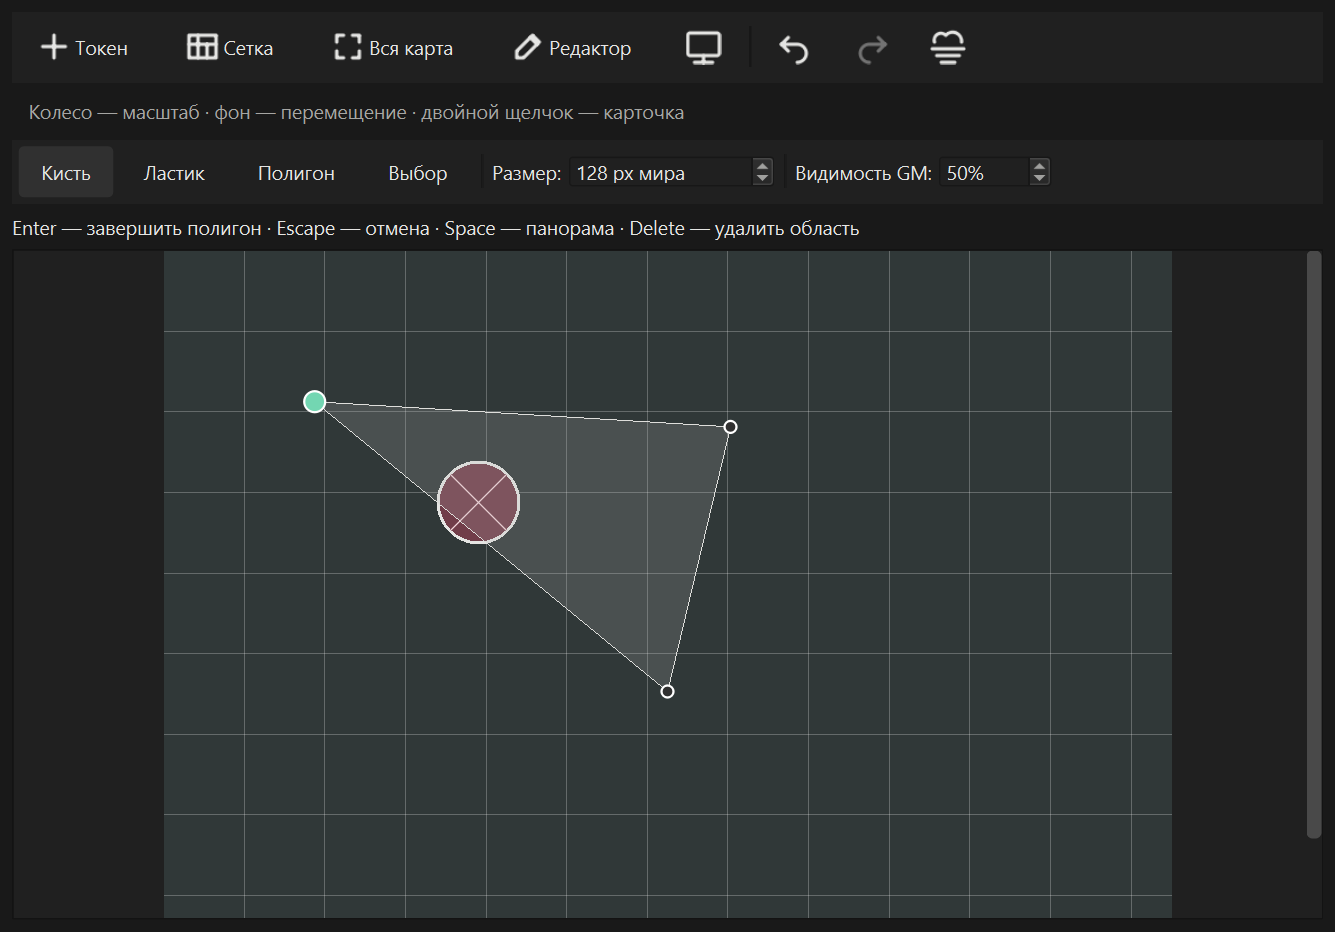 Токен Сетка Вся карта Редактор
Колесо — масштаб · фон — перемещение · двойной щелчок — карточка
Кисть Ластик Полигон Выбор Размер: 128 px мира Видимость GM: 50%
Enter — завершить полигон · Escape — отмена · Space — панорама · Delete — удалить область